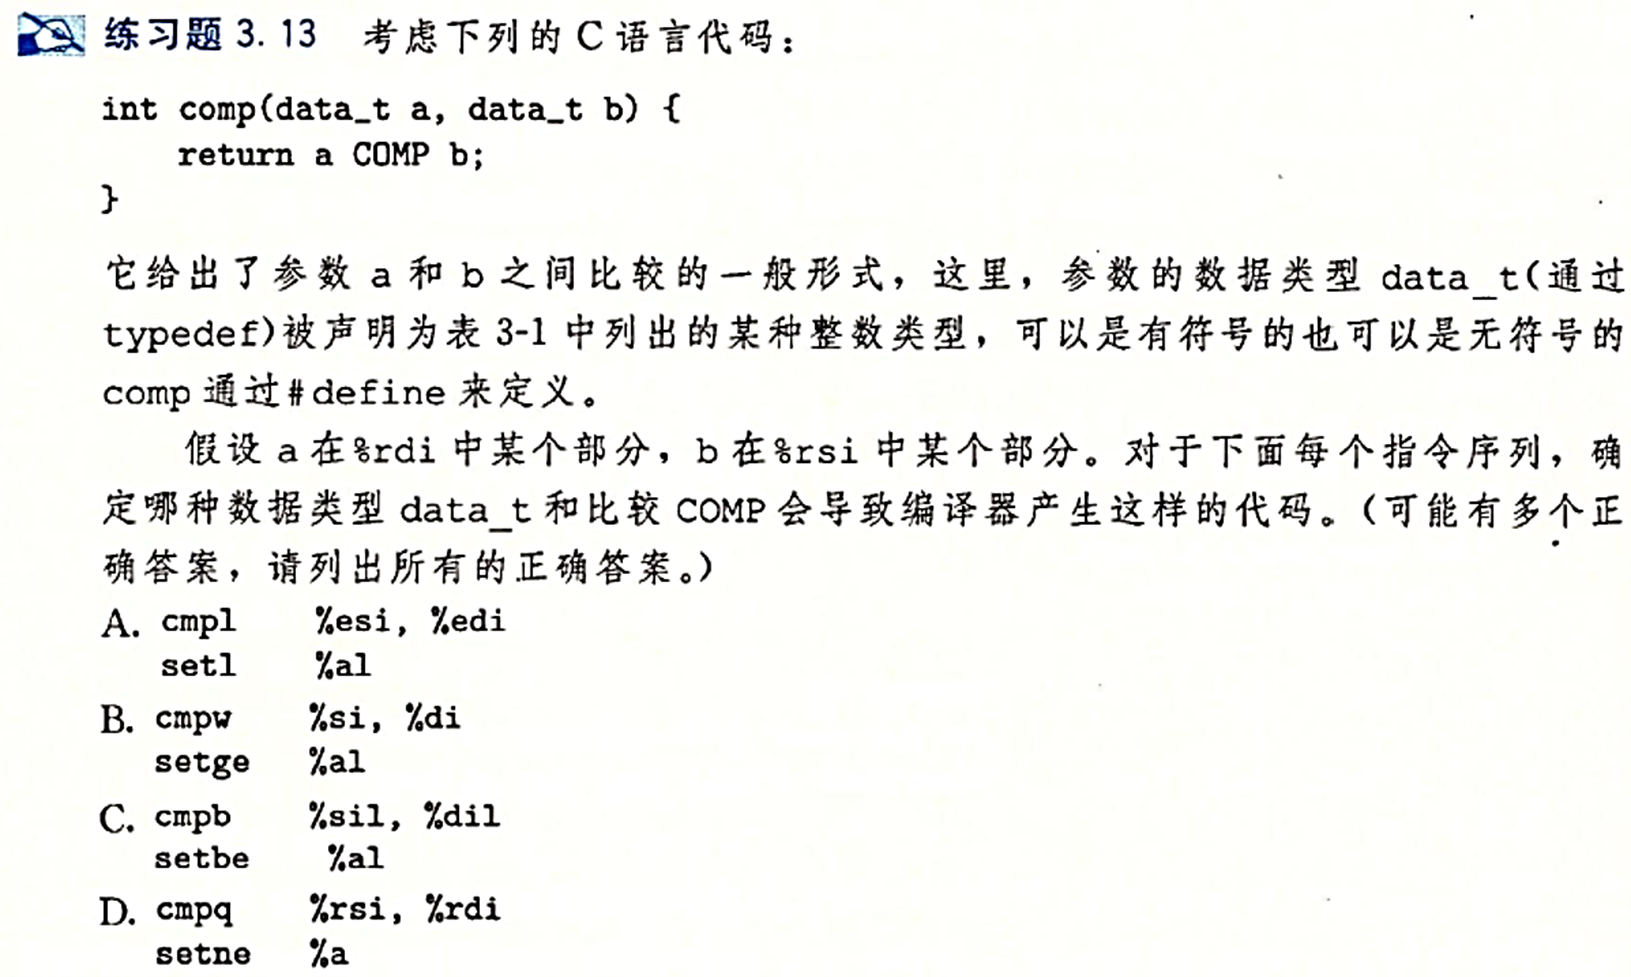 练习题 3.13 考虑下列的 C 语言代码：
int comp(data_t a, data_t b) {
    return a COMP b;
}
它给出了参数 a 和 b 之间比较的一般形式，这里，参数的数据类型 data_t(通过
typedef)被声明为表 3-1 中列出的某种整数类型，可以是有符号的也可以是无符号的
comp 通过#define 来定义。
假设 a 在%rdi 中某个部分，b 在%rsi 中某个部分。对于下面每个指令序列，确
定哪种数据类型 data_t 和比较 COMP 会导致编译器产生这样的代码。（可能有多个正
确答案，请列出所有的正确答案。）
A. cmpl %esi, %edi
setl %al
B. cmpw %si, %di
setge %al
C. cmpb %sil, %dil
setbe %al
D. cmpq %rsi, %rdi
setne %a